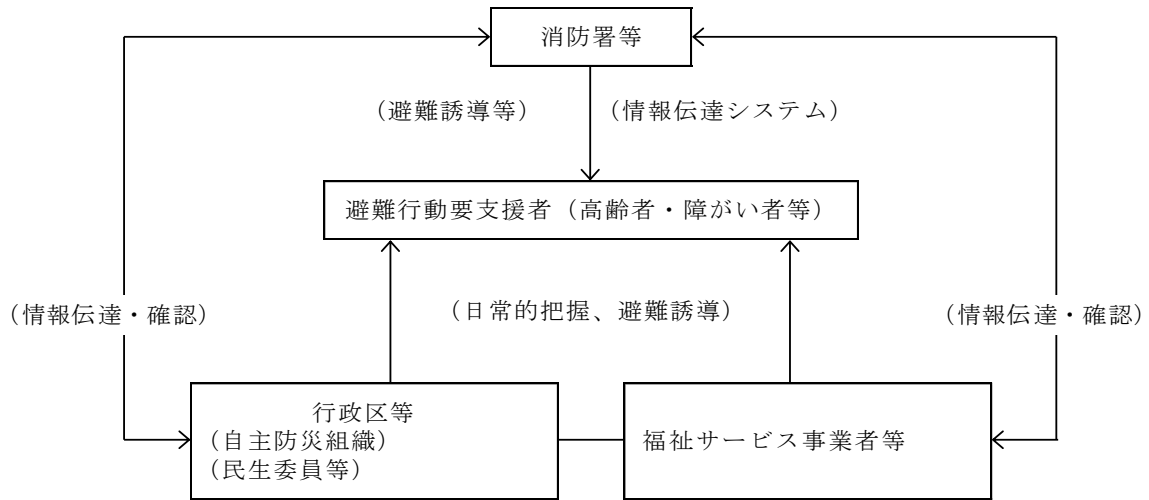 消防署等
（避難誘導等）
（情報伝達システム）
避難行動要支援者（高齢者・障がい者等）
（情報伝達・確認）
（日常的把握、避難誘導）
（情報伝達・確認）
行政区等
（自主防災組織）
（民生委員等）
福祉サービス事業者等